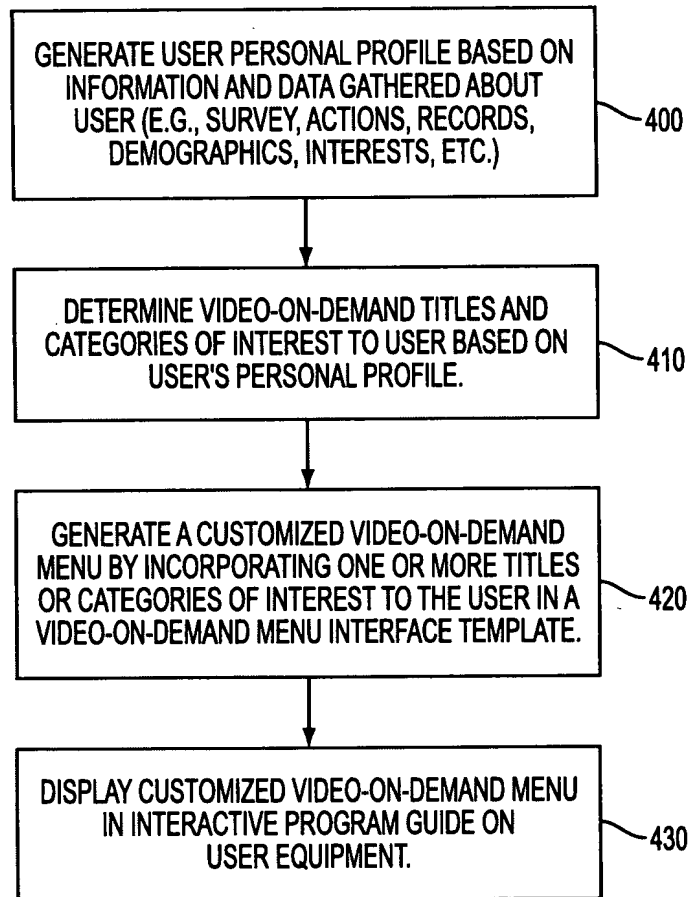 GENERATE USER PERSONAL PROFILE BASED ON
INFORMATION AND DATA GATHERED ABOUT
USER (E.G., SURVEY, ACTIONS, RECORDS,
DEMOGRAPHICS, INTERESTS, ETC.)
400
DETERMINE VIDEO-ON-DEMAND TITLES AND
CATEGORIES OF INTEREST TO USER BASED ON
USER'S PERSONAL PROFILE.
410
GENERATE A CUSTOMIZED VIDEO-ON-DEMAND
MENU BY INCORPORATING ONE OR MORE TITLES
OR CATEGORIES OF INTEREST TO THE USER IN A
VIDEO-ON-DEMAND MENU INTERFACE TEMPLATE.
420
DISPLAY CUSTOMIZED VIDEO-ON-DEMAND MENU
IN INTERACTIVE PROGRAM GUIDE ON
USER EQUIPMENT.
430